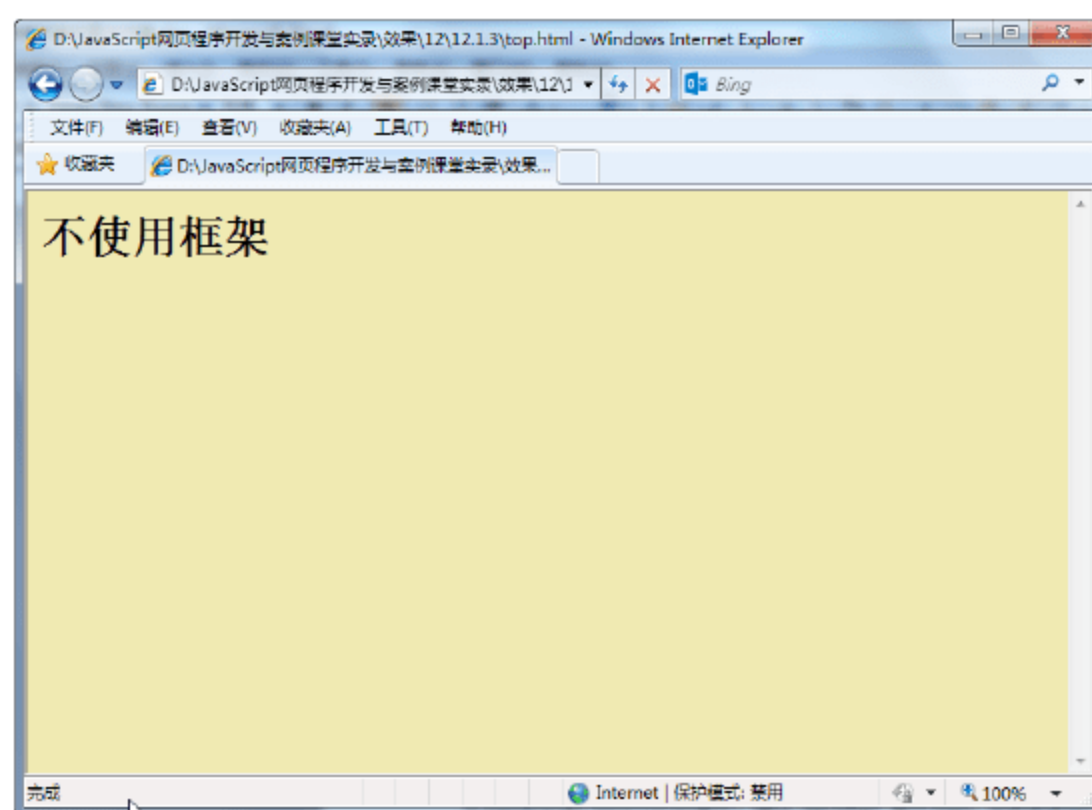 D:\JavaScript网页程序开发与案例课堂实录\效果\12\12.1.3\top.html - Windows Internet Explorer
D:\JavaScript网页程序开发与案例课堂实录\效果\12\1 Bing
文件(F) 编辑(E) 查看(V) 收藏夹(A) 工具(T) 帮助(H)
收藏夹 D:\JavaScript网页程序开发与案例课堂实录\效果...
不使用框架
完成 Internet | 保护模式: 禁用 100%